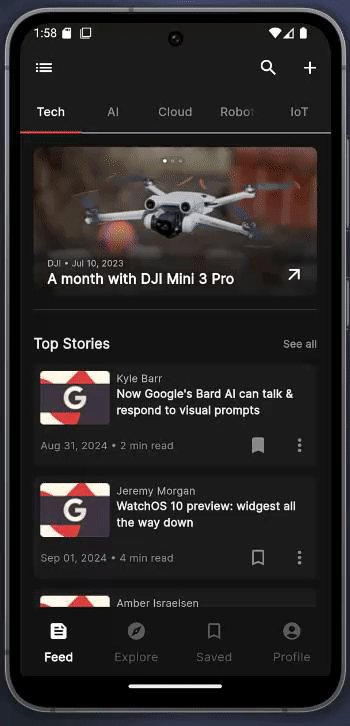 1:58
Tech AI Cloud Robot IoT
DJI • Jul 10, 2023
A month with DJI Mini 3 Pro
Top Stories See all
G
Kyle Barr
Now Google's Bard AI can talk &
respond to visual prompts
Aug 31, 2024 • 2 min read
G
Jeremy Morgan
WatchOS 10 preview: widgest all
the way down
Sep 01, 2024 • 4 min read
Amber Israelsen
Feed Explore Saved Profile